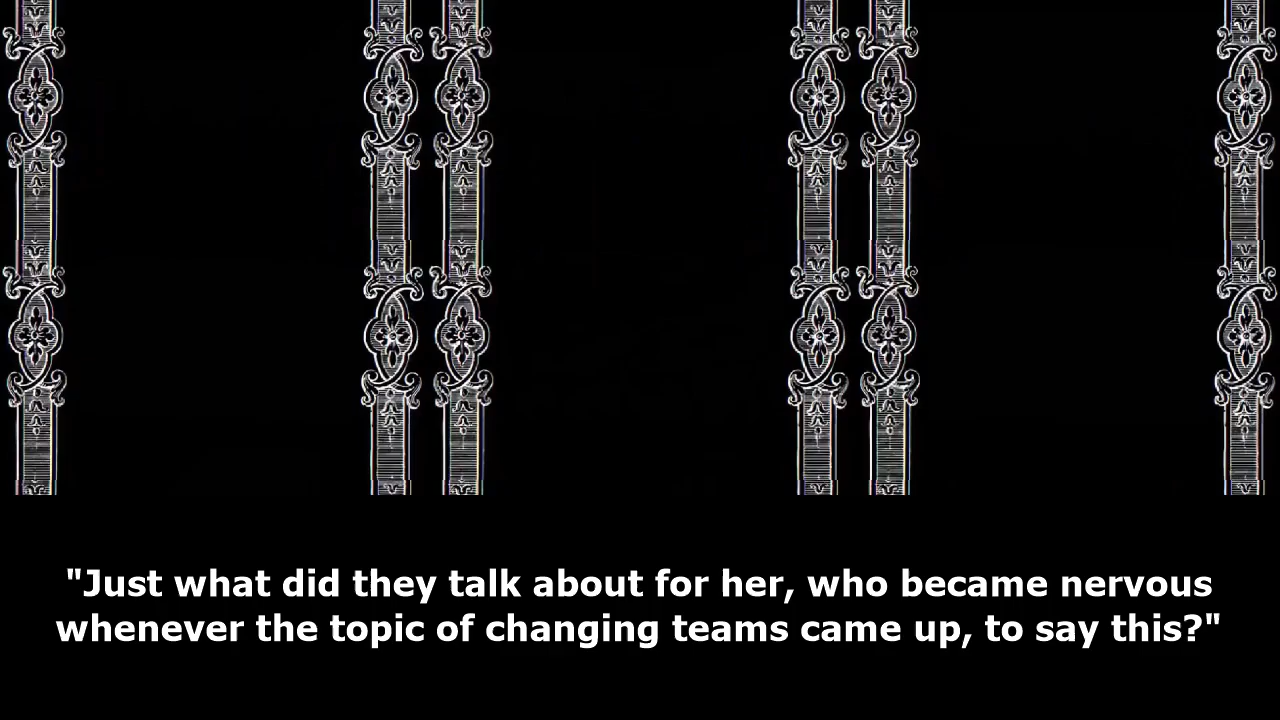 "Just what did they talk about for her, who became nervous
whenever the topic of changing teams came up, to say this?"